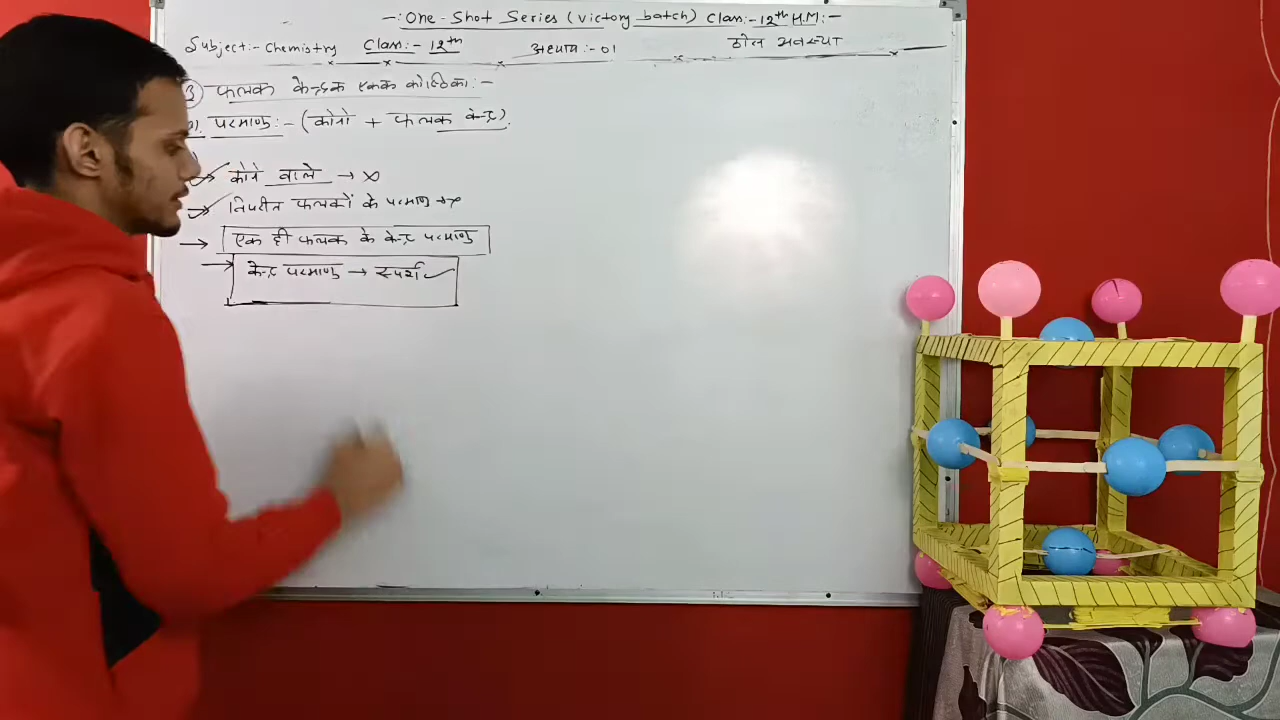 -: One-Shot Series (victory batch) Class:- 12th H.M:-
Subject:- Chemistry Class:- 12th अध्याय:- 01 ठोस अवस्था
फलक केन्द्रक एकक कोष्ठिका:-
परमाणु:- (कोनो + फलक केन्द्र).
→ कोने वाले → ×
→ विपरीत फलकों के परमाणु → ×
→ एक ही फलक के केन्द्र परमाणु
→ केन्द्र परमाणु → स्पर्श ✓